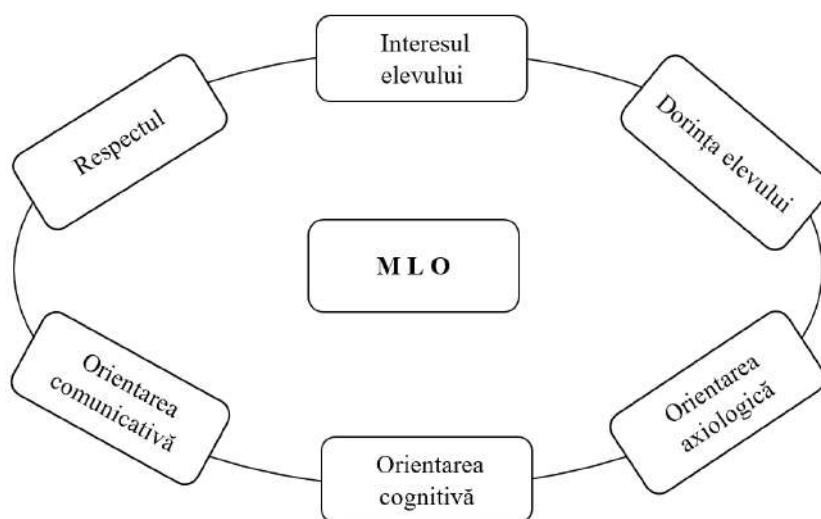 Interesul
elevului
Respectul
Dorința elevului
M L O
Orientarea
comunicativă
Orientarea
axiologică
Orientarea
cognitivă